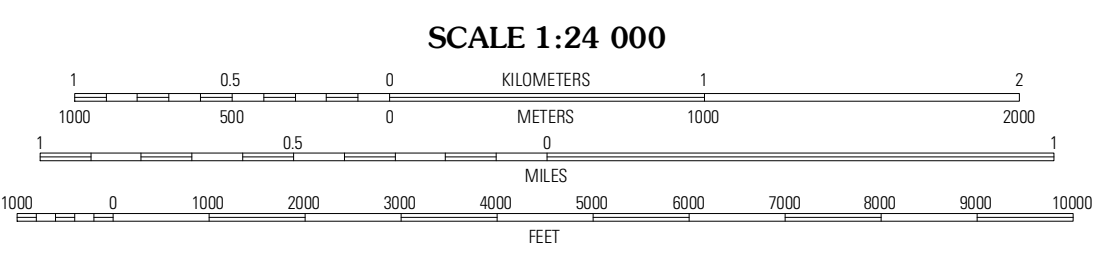 SCALE 1:24 000
1 0.5 0 KILOMETERS 1 2
1000 500 0 METERS 1000 2000
1 0.5 0 1
MILES
1000 0 1000 2000 3000 4000 5000 6000 7000 8000 9000 10000
FEET